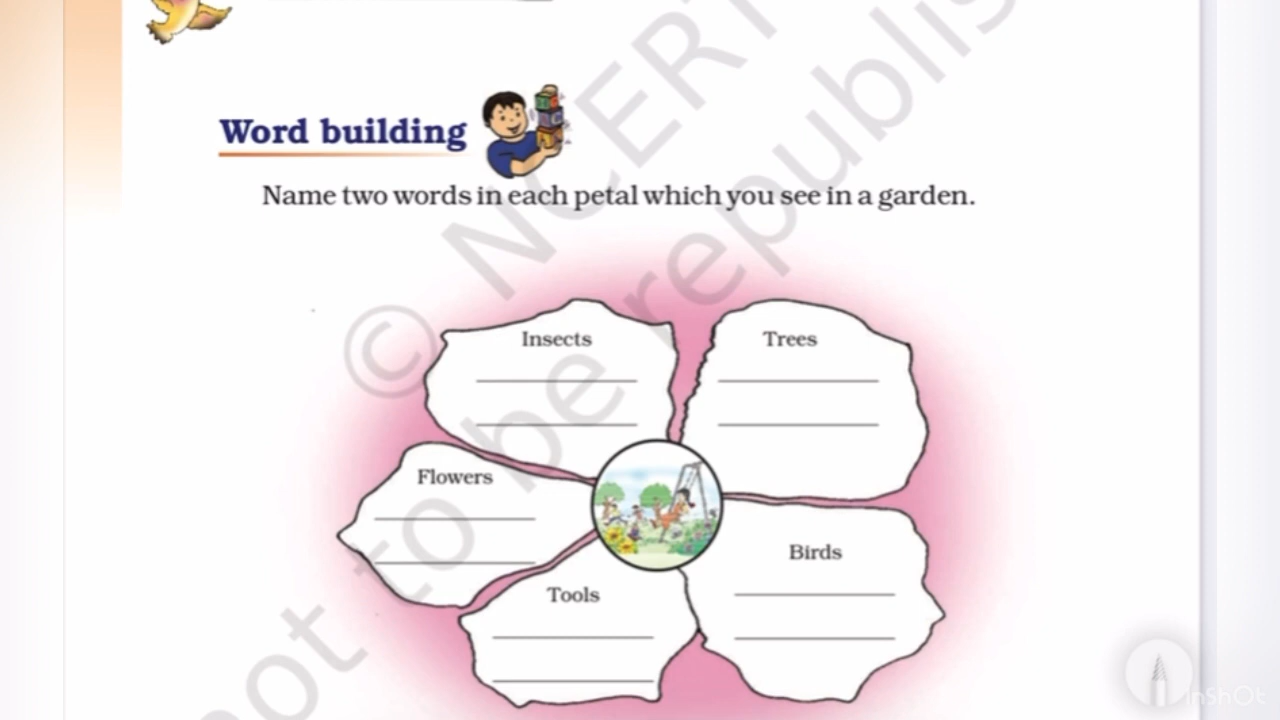 Word building
Name two words in each petal which you see in a garden.
Insects
Trees
Flowers
Birds
Tools
© NCERT
not to be republis
InShOt